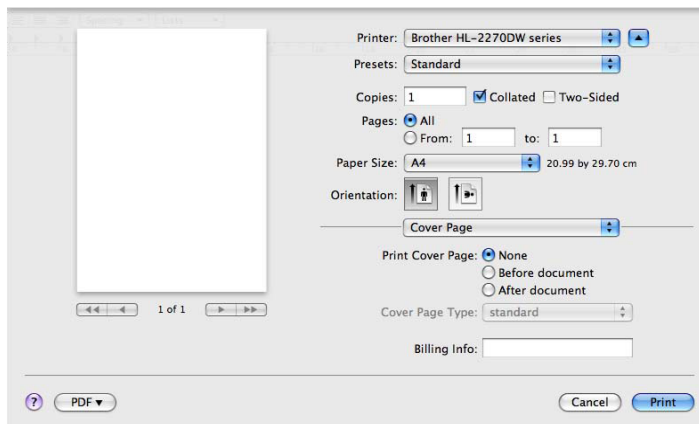 Printer: Brother HL-2270DW series
Presets: Standard
Copies: 1 Collated Two-Sided
Pages: All
From: 1 to: 1
Paper Size: A4 20.99 by 29.70 cm
Orientation:
Cover Page
Print Cover Page: None
Before document
After document
1 of 1
Cover Page Type: standard
Billing Info:
? PDF Cancel Print